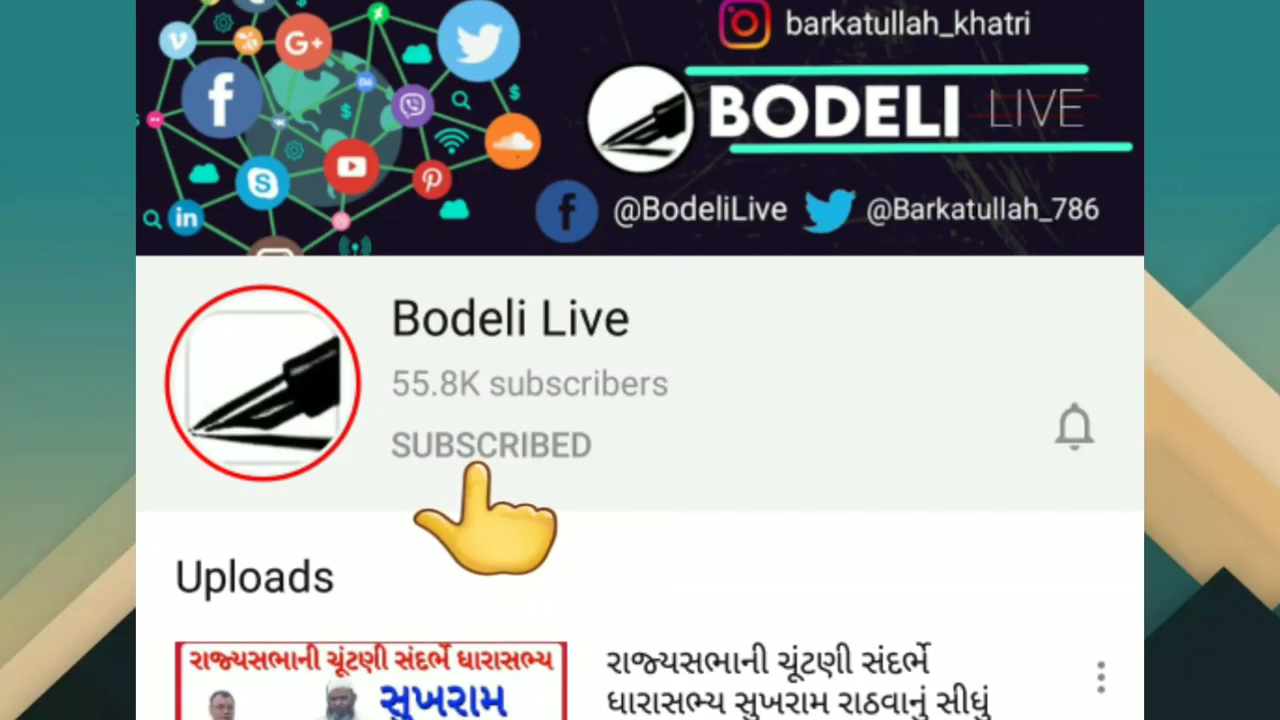 barkatullah_khatri
BODELI LIVE
@BodeliLive @Barkatullah_786
Bodeli Live
55.8K subscribers
SUBSCRIBED
Uploads
રાજ્યસભાની ચૂંટણી સંદર્ભે ધારાસભ્ય
સુખરામ
રાજ્યસભાની ચૂંટણી સંદર્ભે
ધારાસભ્ય સુખરામ રાઠવાનું સીધું